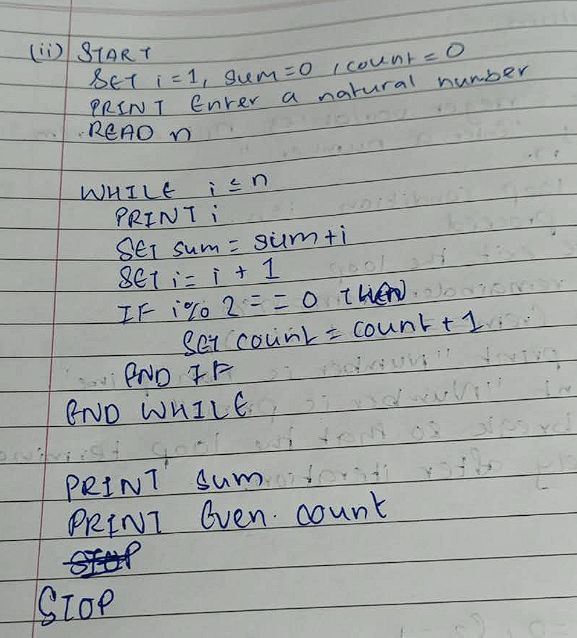 (ii) START
SET i = 1, sum = 0, count = 0
PRINT Enter a natural number
READ n
WHILE i ≤ n
PRINT i
SET sum = sum + i
SET i = i + 1
IF i % 2 == 0 THEN
SET count = count + 1
END IF
END WHILE
PRINT sum
PRINT Even. count
STOP
STOP